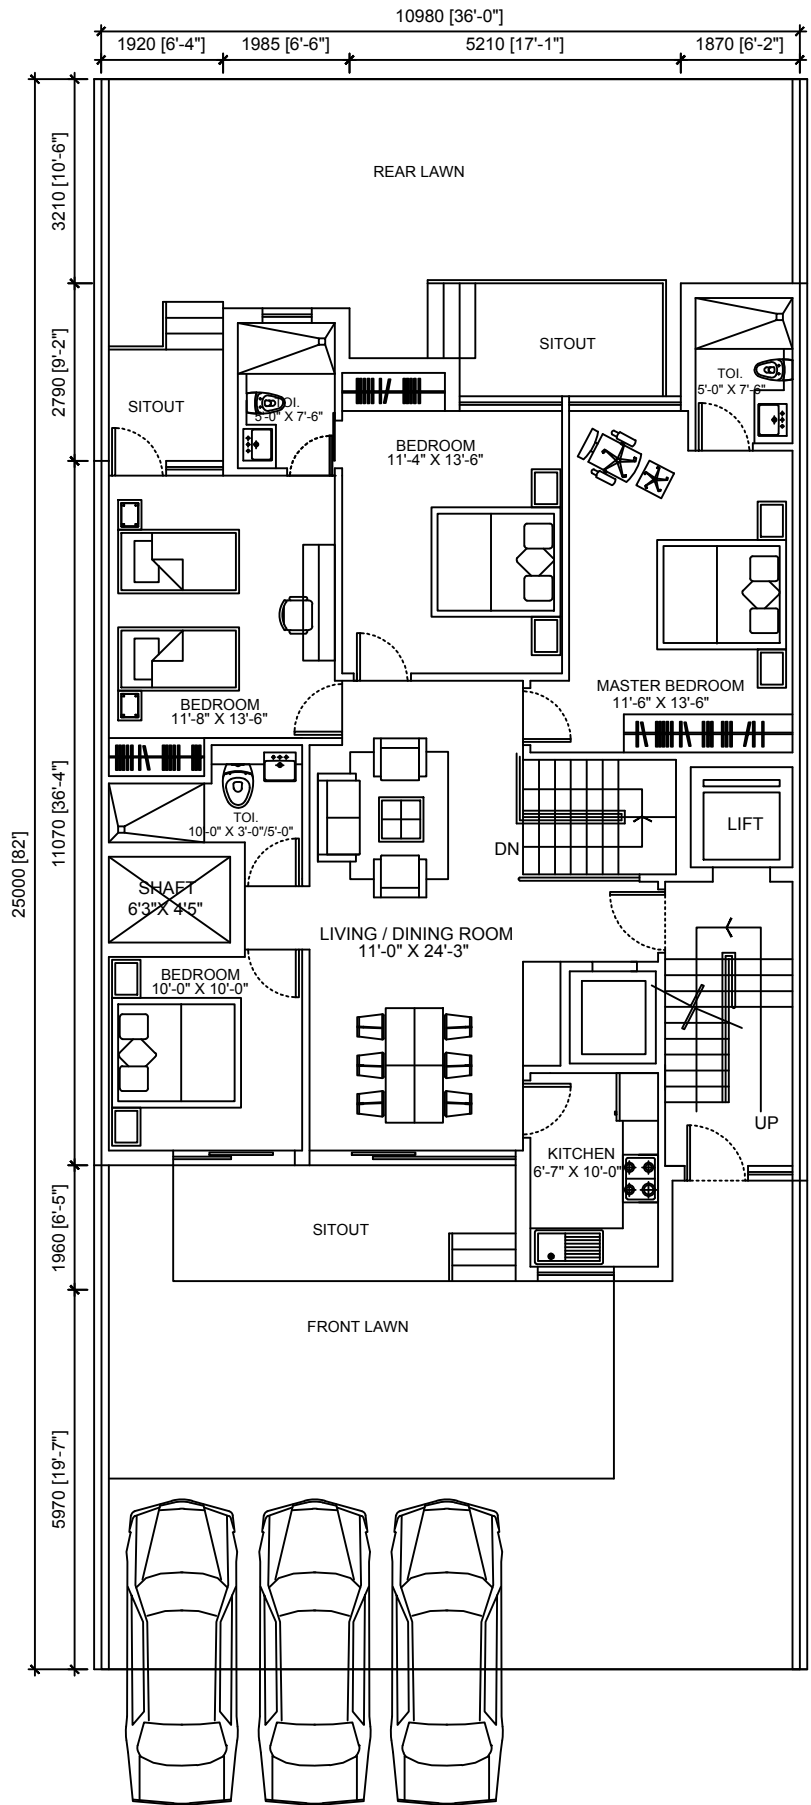 10980 [36'-0"]
1920 [6'-4"]
1985 [6'-6"]
5210 [17'-1"]
1870 [6'-2"]
3210 [10'-6"]
2790 [9'-2"]
11070 [36'-4"]
25000 [82']
1960 [6'-5"]
5970 [19'-7"]
REAR LAWN
SITOUT
SITOUT
TOI.
5'-0" X 7'-6"
TOI.
5'-0" X 7'-6"
BEDROOM
11'-4" X 13'-6"
BEDROOM
11'-8" X 13'-6"
MASTER BEDROOM
11'-6" X 13'-6"
TOI.
10'-0" X 3'-0"/5'-0"
DN
LIFT
SHAFT
6'3"X 4'5"
LIVING / DINING ROOM
11'-0" X 24'-3"
BEDROOM
10'-0" X 10'-0"
UP
KITCHEN
6'-7" X 10'-0"
SITOUT
FRONT LAWN